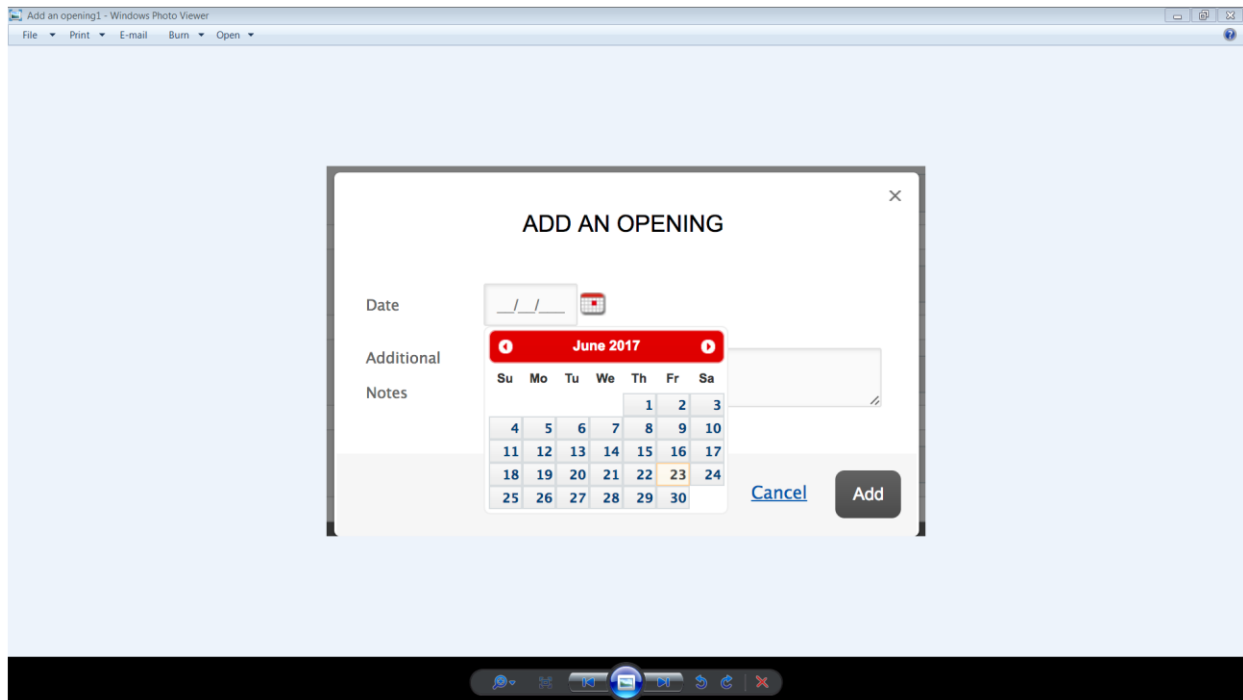 Add an opening1 - Windows Photo Viewer
File Print E-mail Burn Open
ADD AN OPENING
Date __/__/___
June 2017
Su Mo Tu We Th Fr Sa
1 2 3
4 5 6 7 8 9 10
11 12 13 14 15 16 17
18 19 20 21 22 23 24
25 26 27 28 29 30
Additional
Notes
Cancel Add